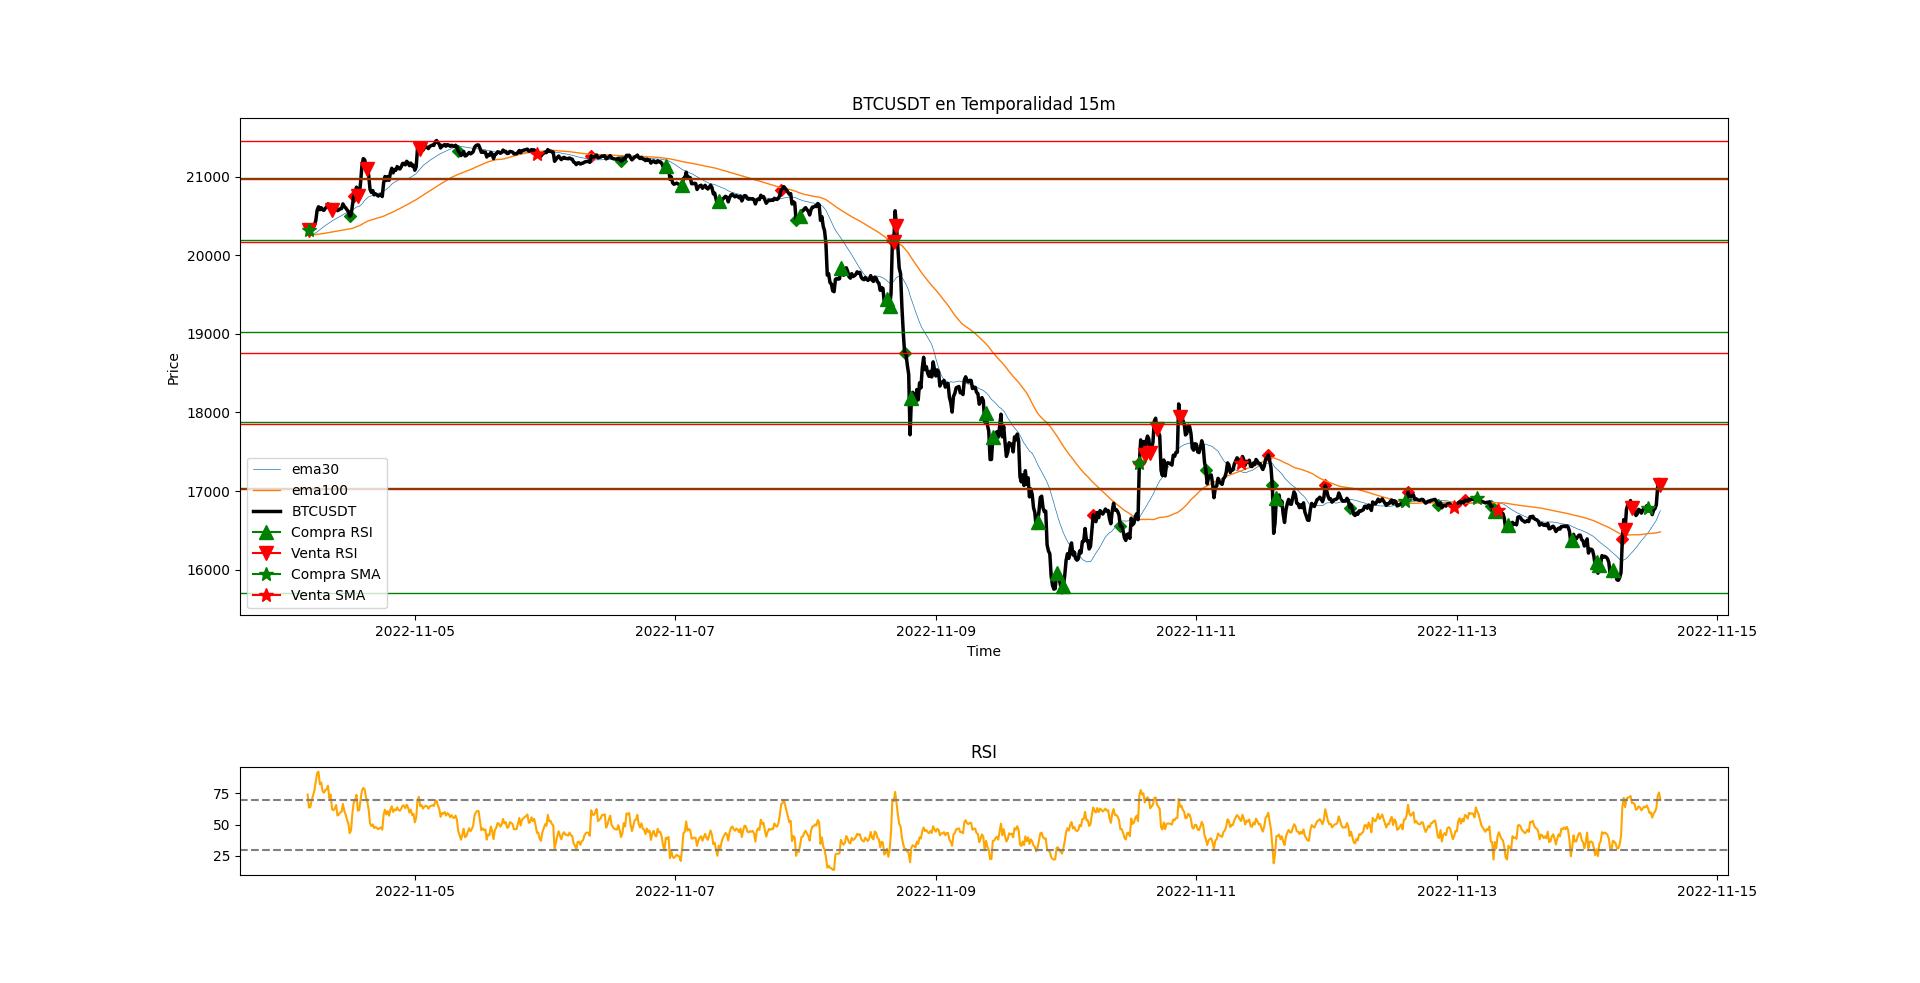 BTCUSDT en Temporalidad 15m
21000
20000
19000
18000
17000
16000
Price
ema30
ema100
BTCUSDT
Compra RSI
Venta RSI
Compra SMA
Venta SMA
2022-11-05 2022-11-07 2022-11-09 2022-11-11 2022-11-13 2022-11-15
Time
RSI
75
50
25
2022-11-05 2022-11-07 2022-11-09 2022-11-11 2022-11-13 2022-11-15